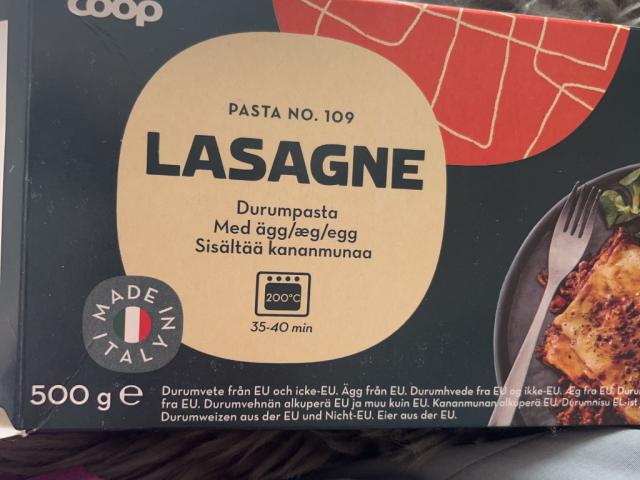 coop
PASTA NO. 109
LASAGNE
Durumpasta
Med ägg/æg/egg
Sisältää kananmunaa
200°C
35-40 min
MADE IN ITALY
500 g ℮
Durumvete från EU och icke-EU. Ägg från EU. Durumhvede fra EU og ikke-EU. Æg fra EU.
fra EU. Durumvehnän alkuperä EU ja muu kuin EU. Kananmunan alkuperä EU. Durumnisu EL-ist
Durumweizen aus der EU und Nicht-EU. Eier aus der EU.